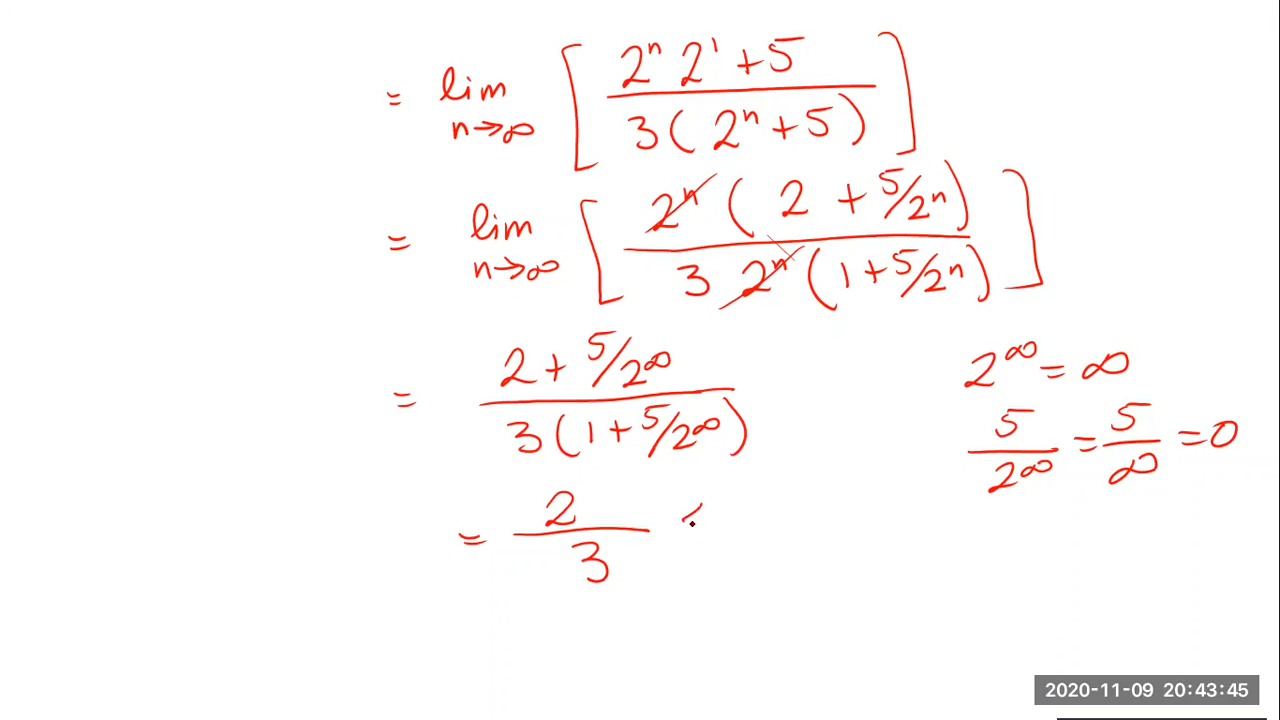 = lim n→∞ [ (2ⁿ 2¹ + 5) / (3(2ⁿ + 5)) ]
= lim n→∞ [ 2ⁿ(2 + 5/2ⁿ) / (3 2ⁿ(1 + 5/2ⁿ)) ]
= (2 + 5/2^∞) / (3(1 + 5/2^∞))
2^∞ = ∞
5/2^∞ = 5/∞ = 0
= 2/3
2020-11-09 20:43:45